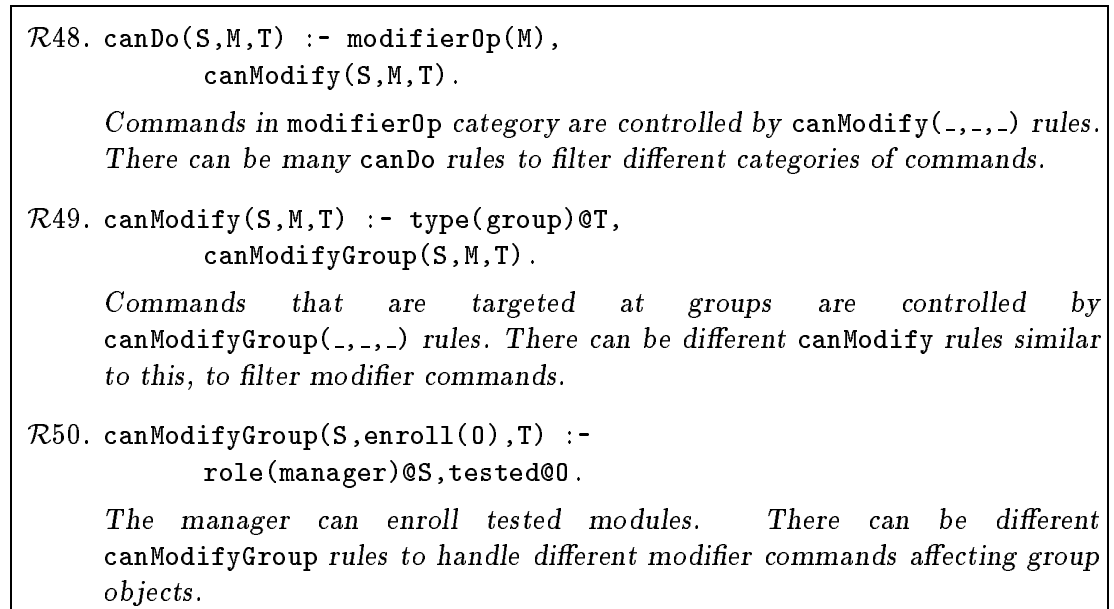 R48. canDo(S,M,T) :- modifierOp(M),
canModify(S,M,T).
Commands in modifierOp category are controlled by canModify(_,_,_) rules.
There can be many canDo rules to filter different categories of commands.
R49. canModify(S,M,T) :- type(group)@T,
canModifyGroup(S,M,T).
Commands that are targeted at groups are controlled by
canModifyGroup(_,_,_) rules. There can be different canModify rules similar
to this, to filter modifier commands.
R50. canModifyGroup(S,enroll(O),T) :-
role(manager)@S,tested@O.
The manager can enroll tested modules. There can be different
canModifyGroup rules to handle different modifier commands affecting group
objects.